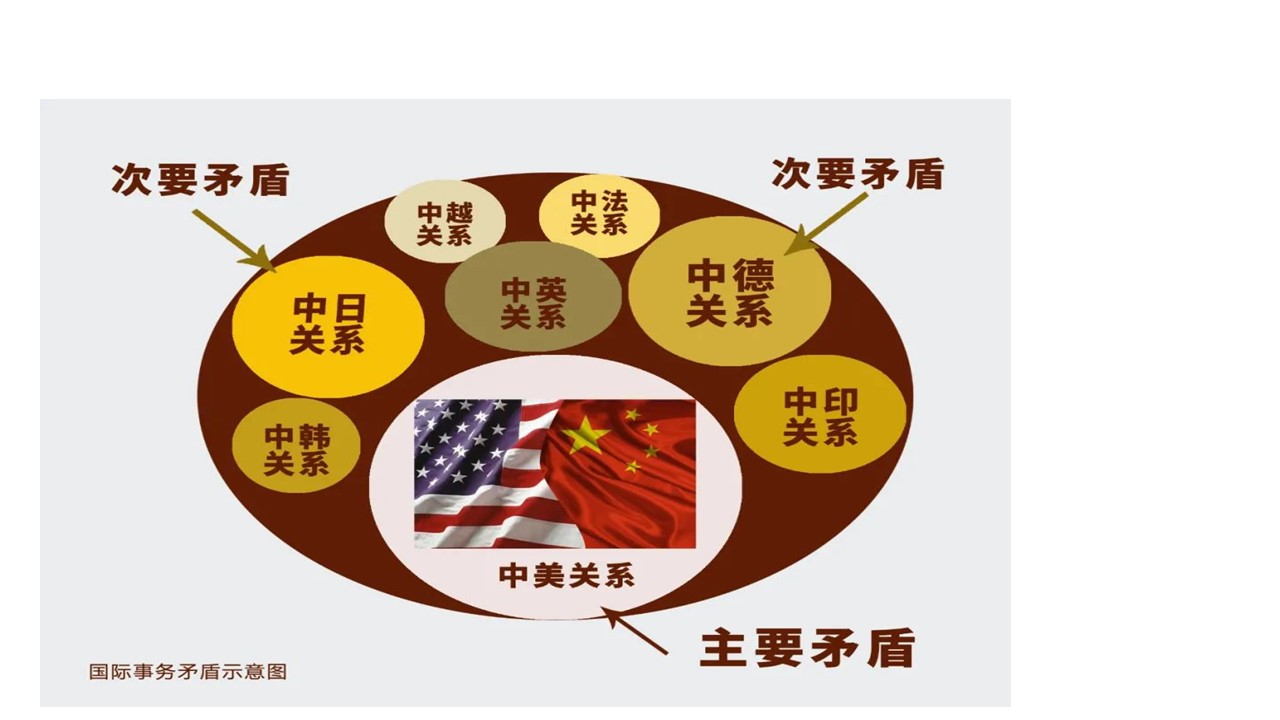 次要矛盾
次要矛盾
中越
关系
中法
关系
中日
关系
中英
关系
中德
关系
中韩
关系
中印
关系
中美关系
主要矛盾
国际事务矛盾示意图